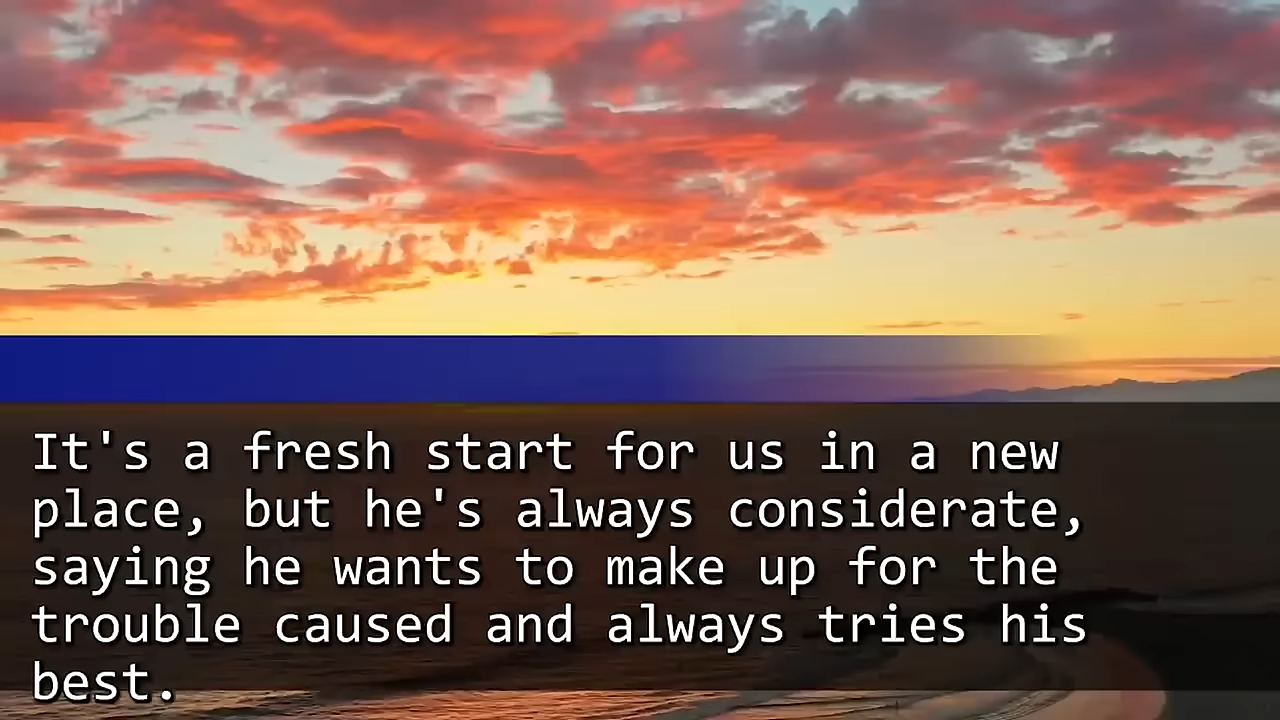 It's a fresh start for us in a new
place, but he's always considerate,
saying he wants to make up for the
trouble caused and always tries his
best.